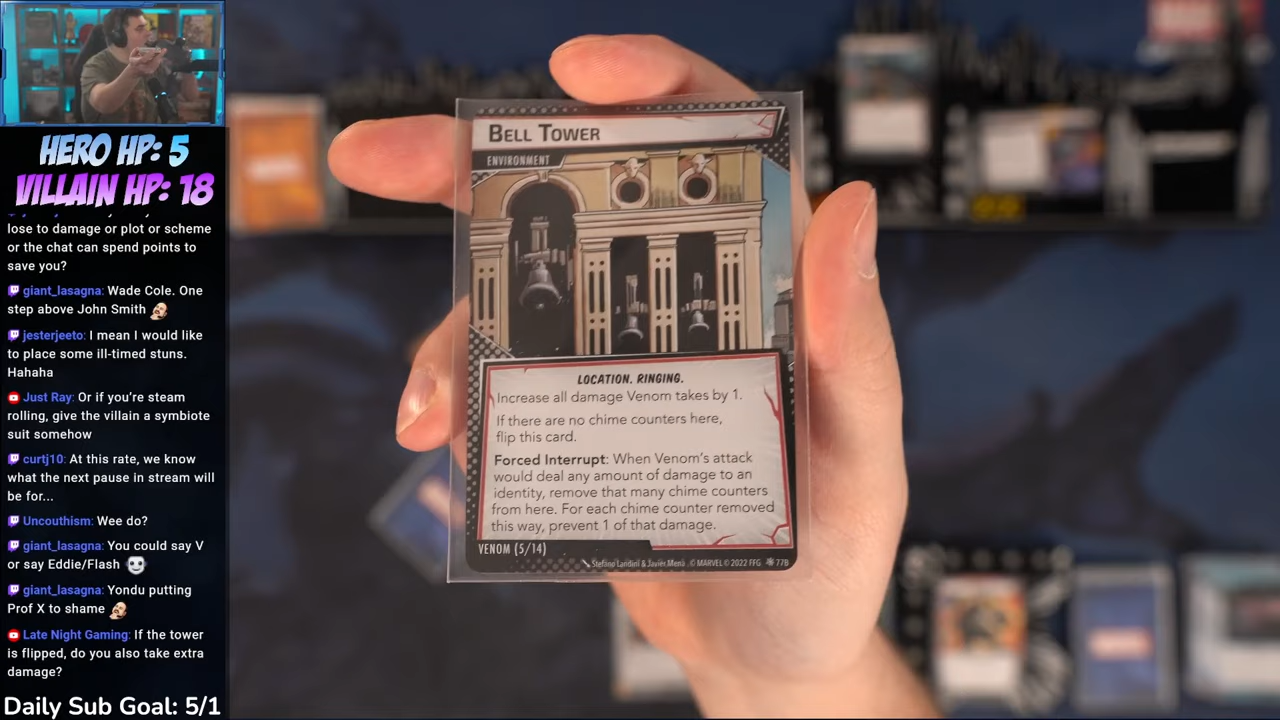 HERO HP: 5
VILLAIN HP: 18
lose to damage or plot or scheme
or the chat can spend points to
save you?
giant_lasagna: Wade Cole. One
step above John Smith
jesterjeeto: I mean I would like
to place some ill-timed stuns.
Hahaha
Just Ray: Or if you're steam
rolling, give the villain a symbiote
suit somehow
curtj10: At this rate, we know
what the next pause in stream will
be for...
Uncouthism: Wee do?
giant_lasagna: You could say V
or say Eddie/Flash
giant_lasagna: Yondu putting
Prof X to shame
Late Night Gaming: If the tower
is flipped, do you also take extra
damage?
Daily Sub Goal: 5/1
BELL TOWER
ENVIRONMENT
LOCATION. RINGING.
Increase all damage Venom takes by 1.
If there are no chime counters here,
flip this card.
Forced Interrupt: When Venom's attack
would deal any amount of damage to an
identity, remove that many chime counters
from here. For each chime counter removed
this way, prevent 1 of that damage.
VENOM (5/14)
Stefano Landini & Javier Mena. © MARVEL © 2022 FFG 77B